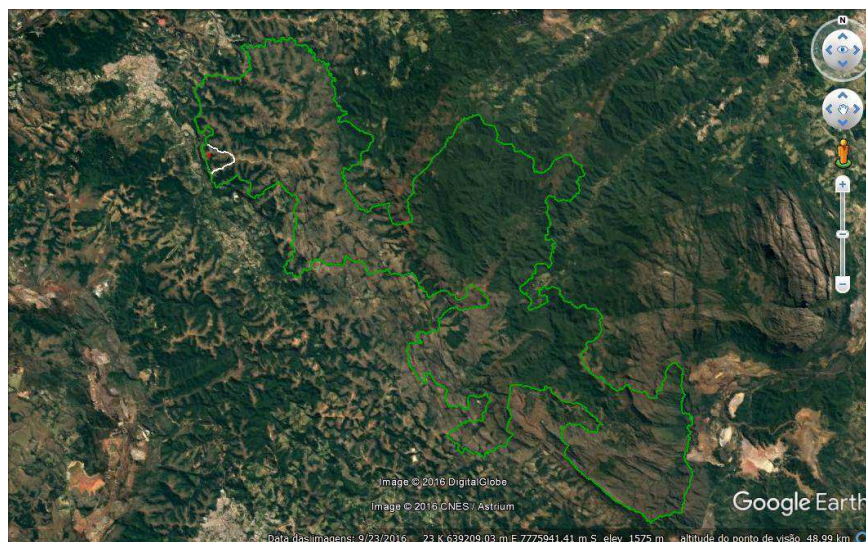 N
Image © 2016 DigitalGlobe
Image © 2016 CNES / Astrium
Google Earth
Data das imagens: 9/23/2016 23 K 639209.03 m E 7775941.41 m S elev 1575 m altitude do ponto de visão 48.99 km